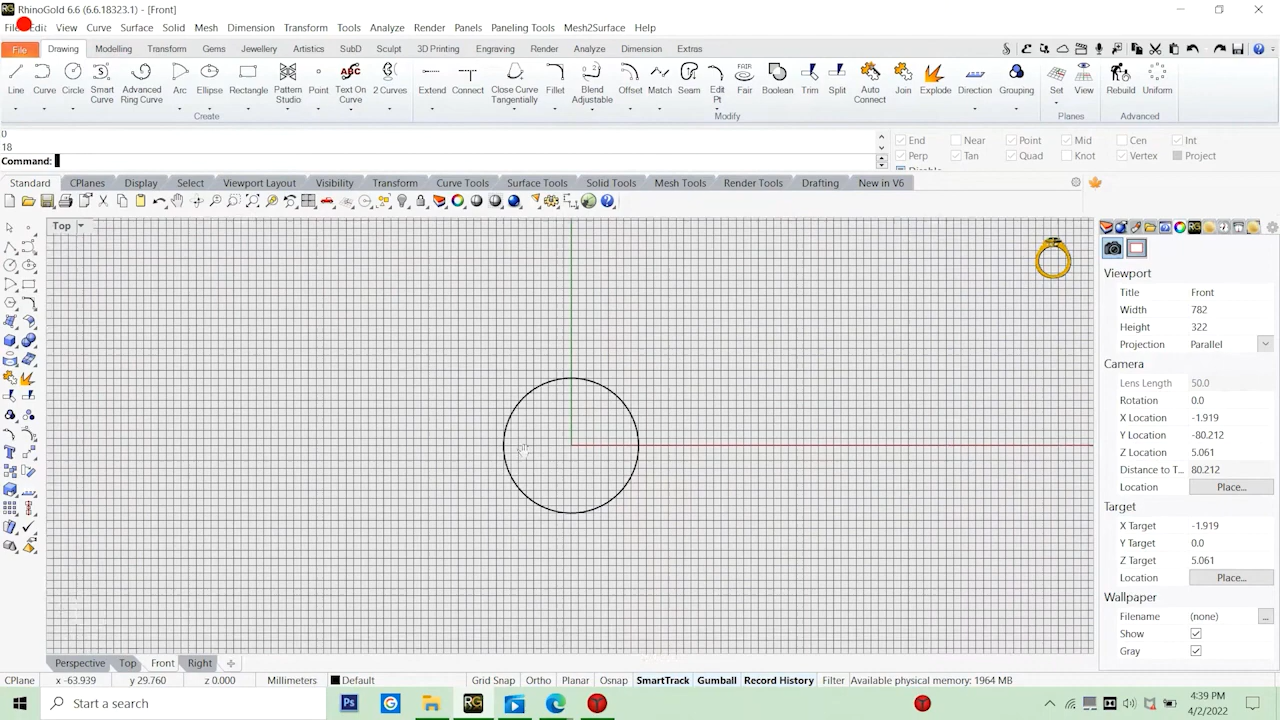 RhinoGold 6.6 (6.6.18323.1) - [Front]
File Edit View Curve Surface Solid Mesh Dimension Transform Tools Analyze Render Panels Paneling Tools Mesh2Surface Help
File Drawing Modelling Transform Gems Jewellery Artistics SubD Sculpt 3D Printing Engraving Render Analyze Dimension Extras
Line Curve Circle Smart Curve Advanced Ring Curve Arc Ellipse Rectangle Pattern Studio Point Text On Curve 2 Curves Extend Connect Close Curve Tangentially Fillet Blend Adjustable Offset Match Seam Edit Pt Fair Boolean Trim Split Auto Connect Join Explode Direction Grouping Set View Rebuild Uniform
Create Modify Planes Advanced
0
18
Command:
End Near Point Mid Cen Int
Perp Tan Quad Knot Vertex Project
Disable
Standard CPlanes Display Select Viewport Layout Visibility Transform Curve Tools Surface Tools Solid Tools Mesh Tools Render Tools Drafting New in V6
Top
Viewport
Title Front
Width 782
Height 322
Projection Parallel
Camera
Lens Length 50.0
Rotation 0.0
X Location -1.919
Y Location -80.212
Z Location 5.061
Distance to T... 80.212
Location Place...
Target
X Target -1.919
Y Target 0.0
Z Target 5.061
Location Place...
Wallpaper
Filename (none) ...
Show
Gray
Perspective Top Front Right
CPlane x -63.939 y 29.760 z 0.000 Millimeters Default Grid Snap Ortho Planar Osnap SmartTrack Gumball Record History Filter Available physical memory: 1964 MB
Start a search
4:39 PM
4/2/2022